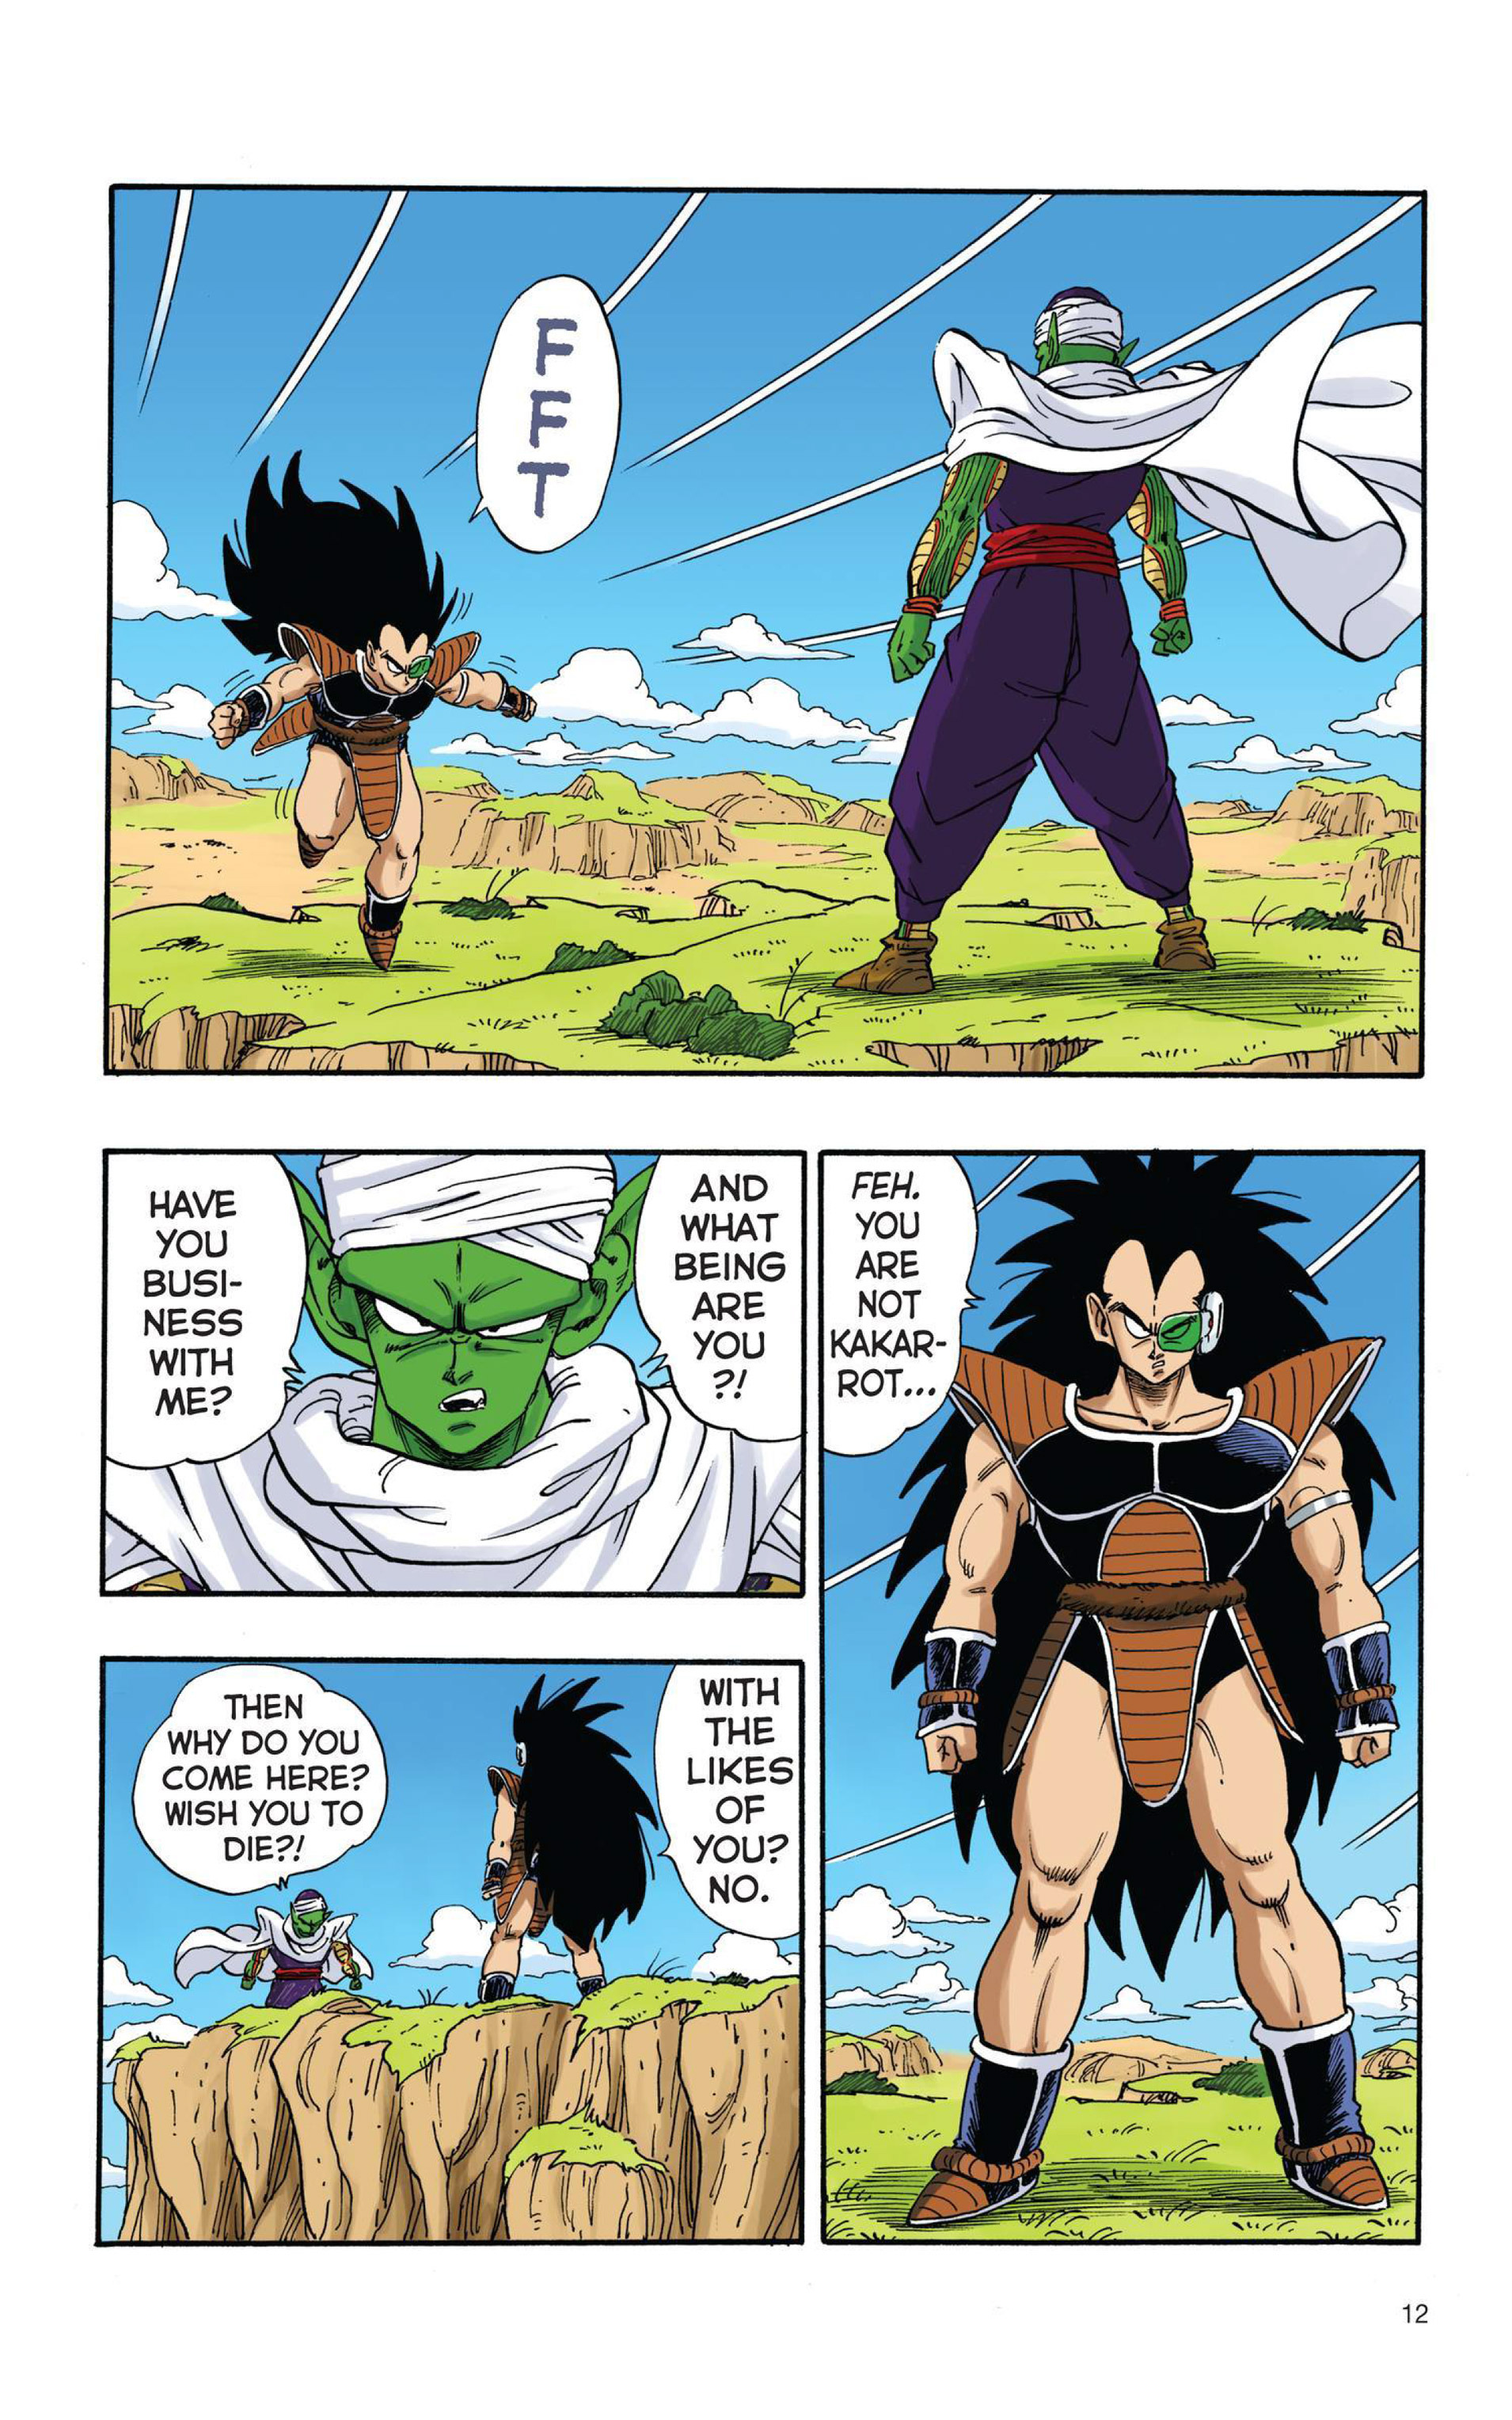 FFT
FEH.
YOU
ARE
NOT
KAKAR-
ROT...
AND
WHAT
BEING
ARE
YOU
?!
HAVE
YOU
BUSI-
NESS
WITH
ME?
WITH
THE
LIKES
OF
YOU?
NO.
THEN
WHY DO YOU
COME HERE?
WISH YOU TO
DIE?!
12